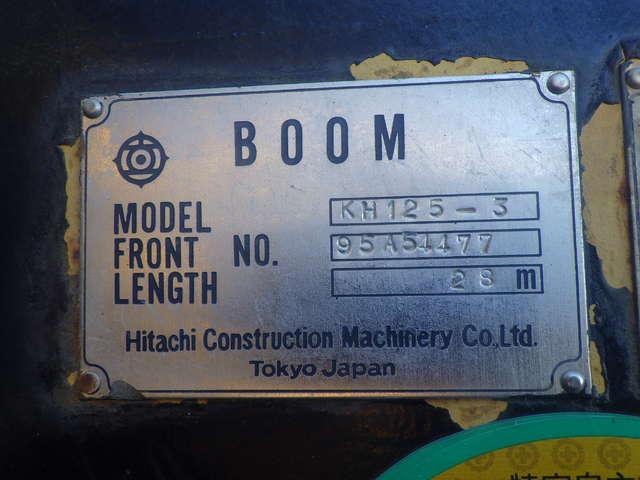 BOOM
MODEL KH125-3
FRONT NO. 95A54477
LENGTH 28 m
Hitachi Construction Machinery Co.Ltd.
Tokyo Japan